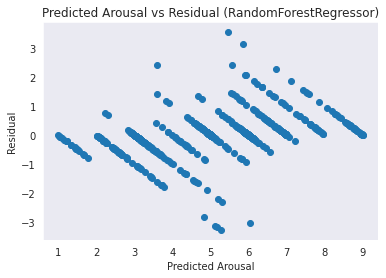 Predicted Arousal vs Residual (RandomForestRegressor)
3
2
1
0
−1
−2
−3
Residual
1 2 3 4 5 6 7 8 9
Predicted Arousal